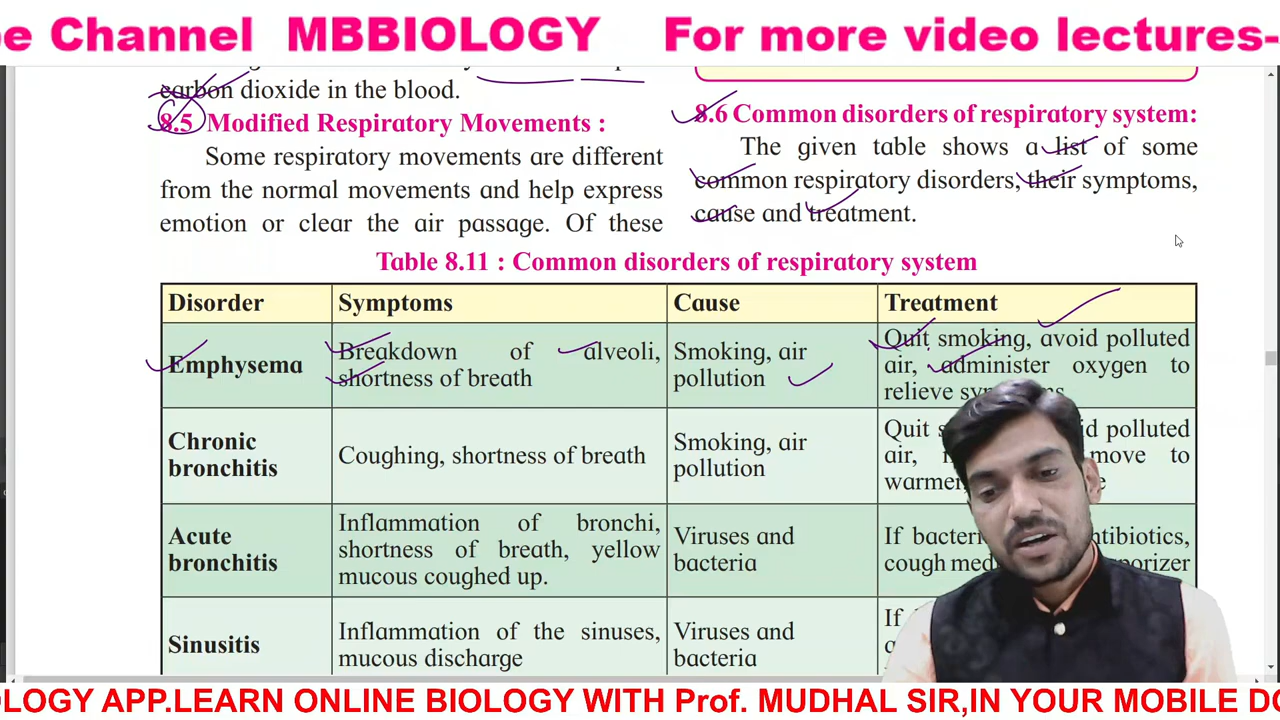 e Channel MBBIOLOGY For more video lectures-
carbon dioxide in the blood.
8.5 Modified Respiratory Movements :
Some respiratory movements are different
from the normal movements and help express
emotion or clear the air passage. Of these
8.6 Common disorders of respiratory system:
The given table shows a list of some
common respiratory disorders, their symptoms,
cause and treatment.
Table 8.11 : Common disorders of respiratory system
Disorder Symptoms Cause Treatment
Emphysema
Breakdown of alveoli,
shortness of breath
Smoking, air
pollution
Quit smoking, avoid polluted
air, administer oxygen to
relieve
Chronic
bronchitis
Coughing, shortness of breath
Smoking, air
pollution
Quit polluted
air, move to
warmer,
Acute
bronchitis
Inflammation of bronchi,
shortness of breath, yellow
mucous coughed up.
Viruses and
bacteria
If
cough
Sinusitis
Inflammation of the sinuses,
mucous discharge
Viruses and
bacteria
If
OLOGY APP.LEARN ONLINE BIOLOGY WITH Prof. MUDHAL SIR,IN YOUR MOBILE DO